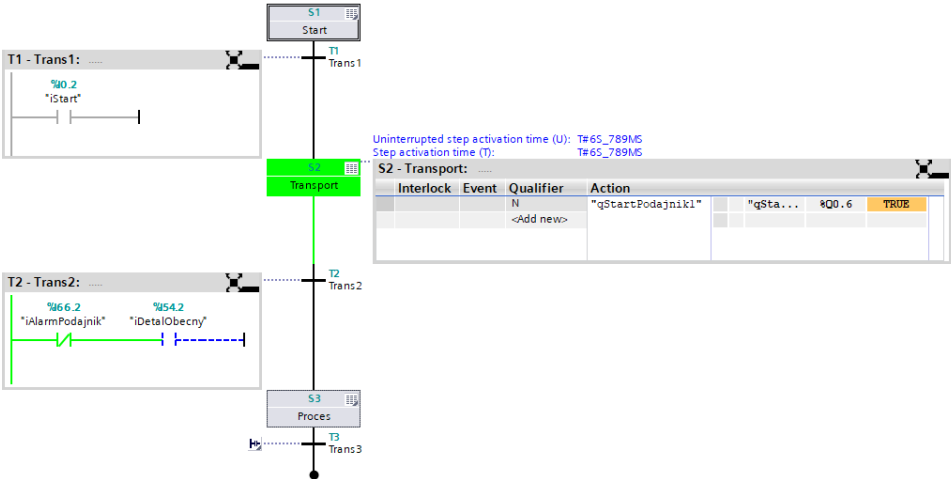 S1
Start
T1
Trans1
T1 - Trans1: .....
%I0.2
"iStart"
Uninterrupted step activation time (U): T#6S_789MS
Step activation time (T): T#6S_789MS
S2
Transport
S2 - Transport: .....
Interlock Event Qualifier Action
N "qStartPodajnik1" "qSta... %Q0.6 TRUE
<Add new>
T2
Trans2
T2 - Trans2: .....
%I66.2 %I54.2
"iAlarmPodajnik" "iDetalObecny"
S3
Proces
T3
Trans3